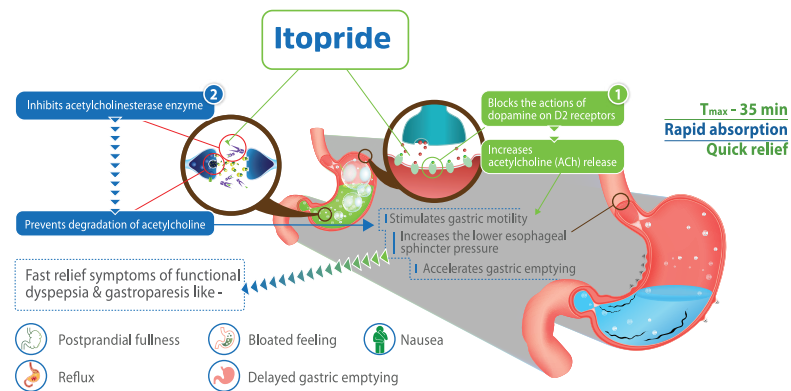 Itopride
2
Inhibits acetylcholinesterase enzyme
Prevents degradation of acetylcholine
1
Blocks the actions of
dopamine on D2 receptors
Increases
acetylcholine (ACh) release
Tmax - 35 min
Rapid absorption
Quick relief
Stimulates gastric motility
Increases the lower esophageal
sphincter pressure
Accelerates gastric emptying
Fast relief symptoms of functional
dyspepsia & gastroparesis like -
Postprandial fullness
Bloated feeling
Nausea
Reflux
Delayed gastric emptying